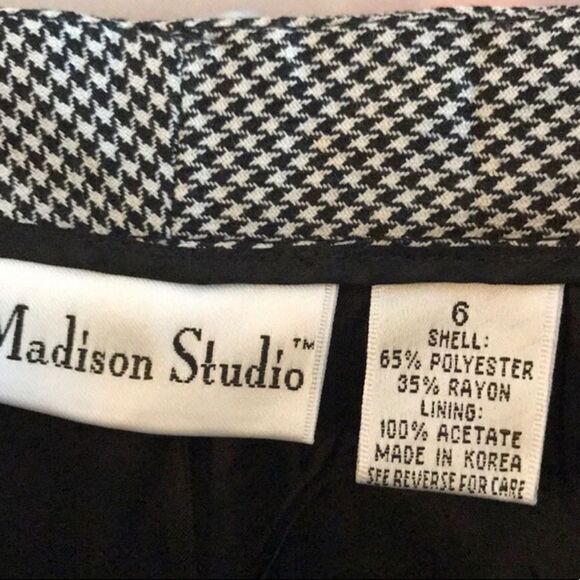 Madison Studio™
6
SHELL:
65% POLYESTER
35% RAYON
LINING:
100% ACETATE
MADE IN KOREA
SEE REVERSE FOR CARE